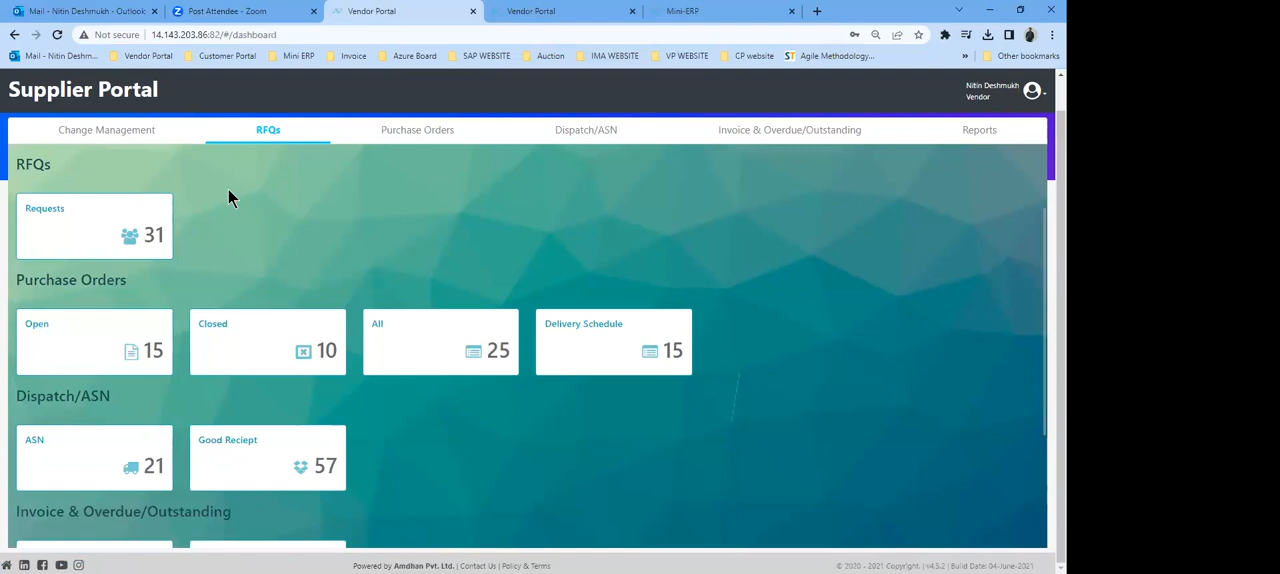 Mail - Nitin Deshmukh - Outlook
Post Attendee - Zoom
Vendor Portal
Vendor Portal
Mini-ERP
Not secure 14.143.203.86:82/#/dashboard
Mail - Nitin Deshm... Vendor Portal Customer Portal Mini ERP Invoice Azure Board SAP WEBSITE Auction IMA WEBSITE VP WEBSITE CP website ST Agile Methodology... » Other bookmarks
Supplier Portal
Nitin Deshmukh
Vendor
Change Management RFQs Purchase Orders Dispatch/ASN Invoice & Overdue/Outstanding Reports
RFQs
Requests
31
Purchase Orders
Open
15
Closed
10
All
25
Delivery Schedule
15
Dispatch/ASN
ASN
21
Good Reciept
57
Invoice & Overdue/Outstanding
Powered by Amdhan Pvt. Ltd. | Contact Us | Policy & Terms
© 2020 - 2021 Copyright. | v4.5.2 | Build Date: 04-June-2021